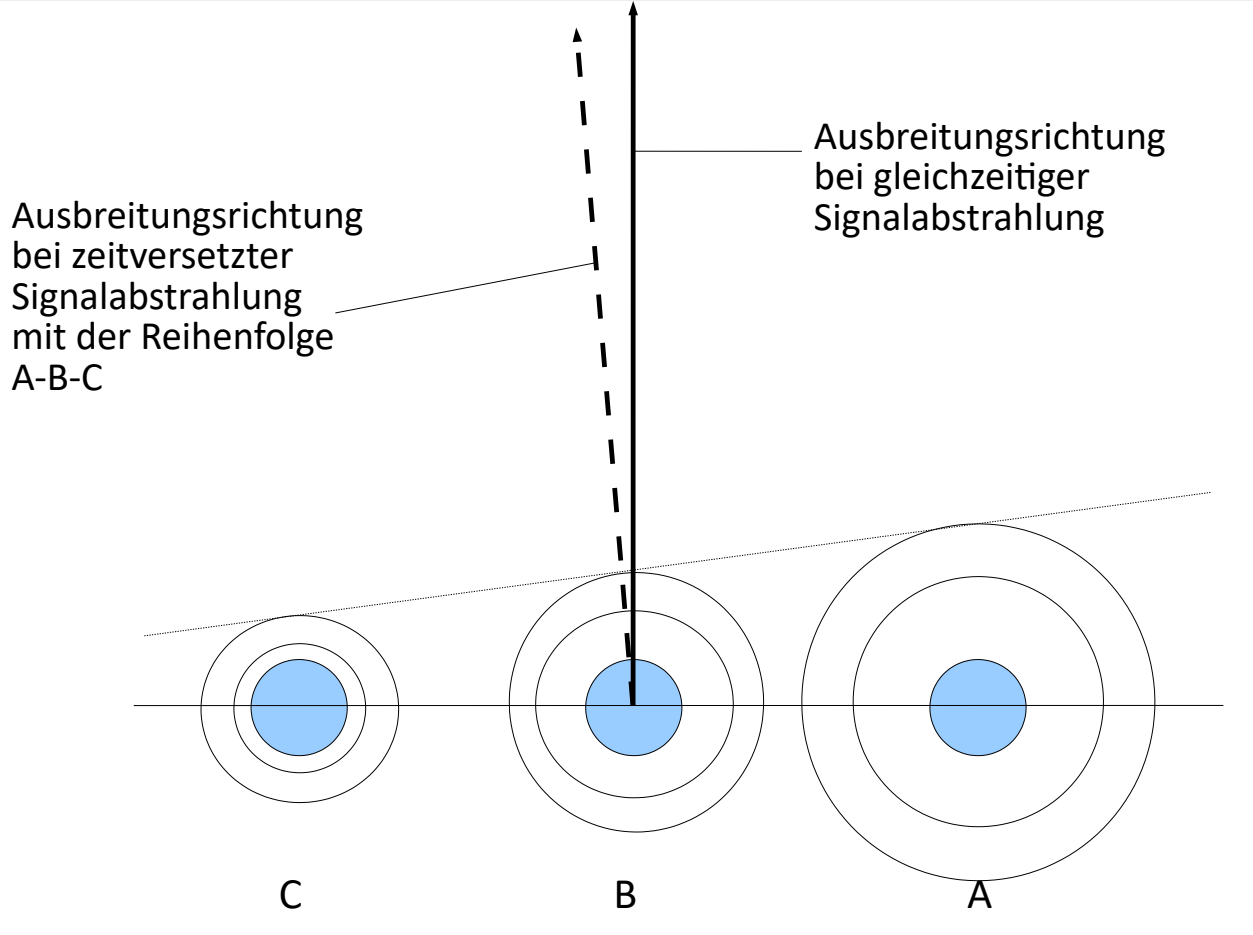 Ausbreitungsrichtung
bei gleichzeitiger
Signalabstrahlung
Ausbreitungsrichtung
bei zeitversetzter
Signalabstrahlung
mit der Reihenfolge
A-B-C
C
B
A